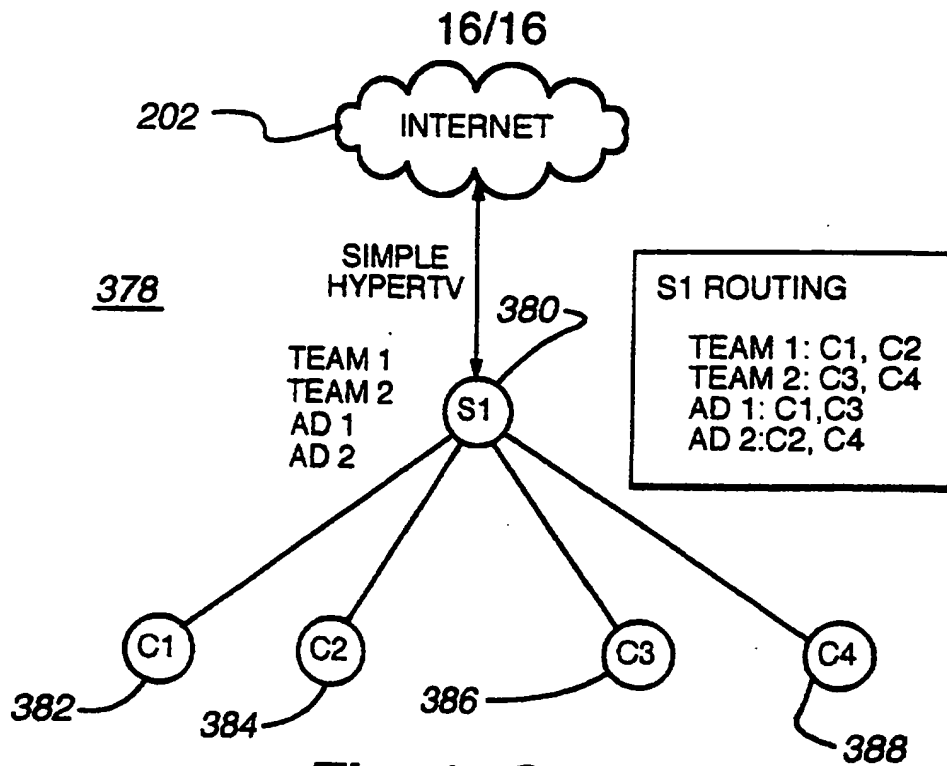 16/16
INTERNET
202
SIMPLE
HYPERTV
378
380
S1 ROUTING
TEAM 1: C1, C2
TEAM 2: C3, C4
AD 1: C1,C3
AD 2:C2, C4
TEAM 1
TEAM 2
AD 1
AD 2
S1
C1
C2
C3
C4
382
384
386
388